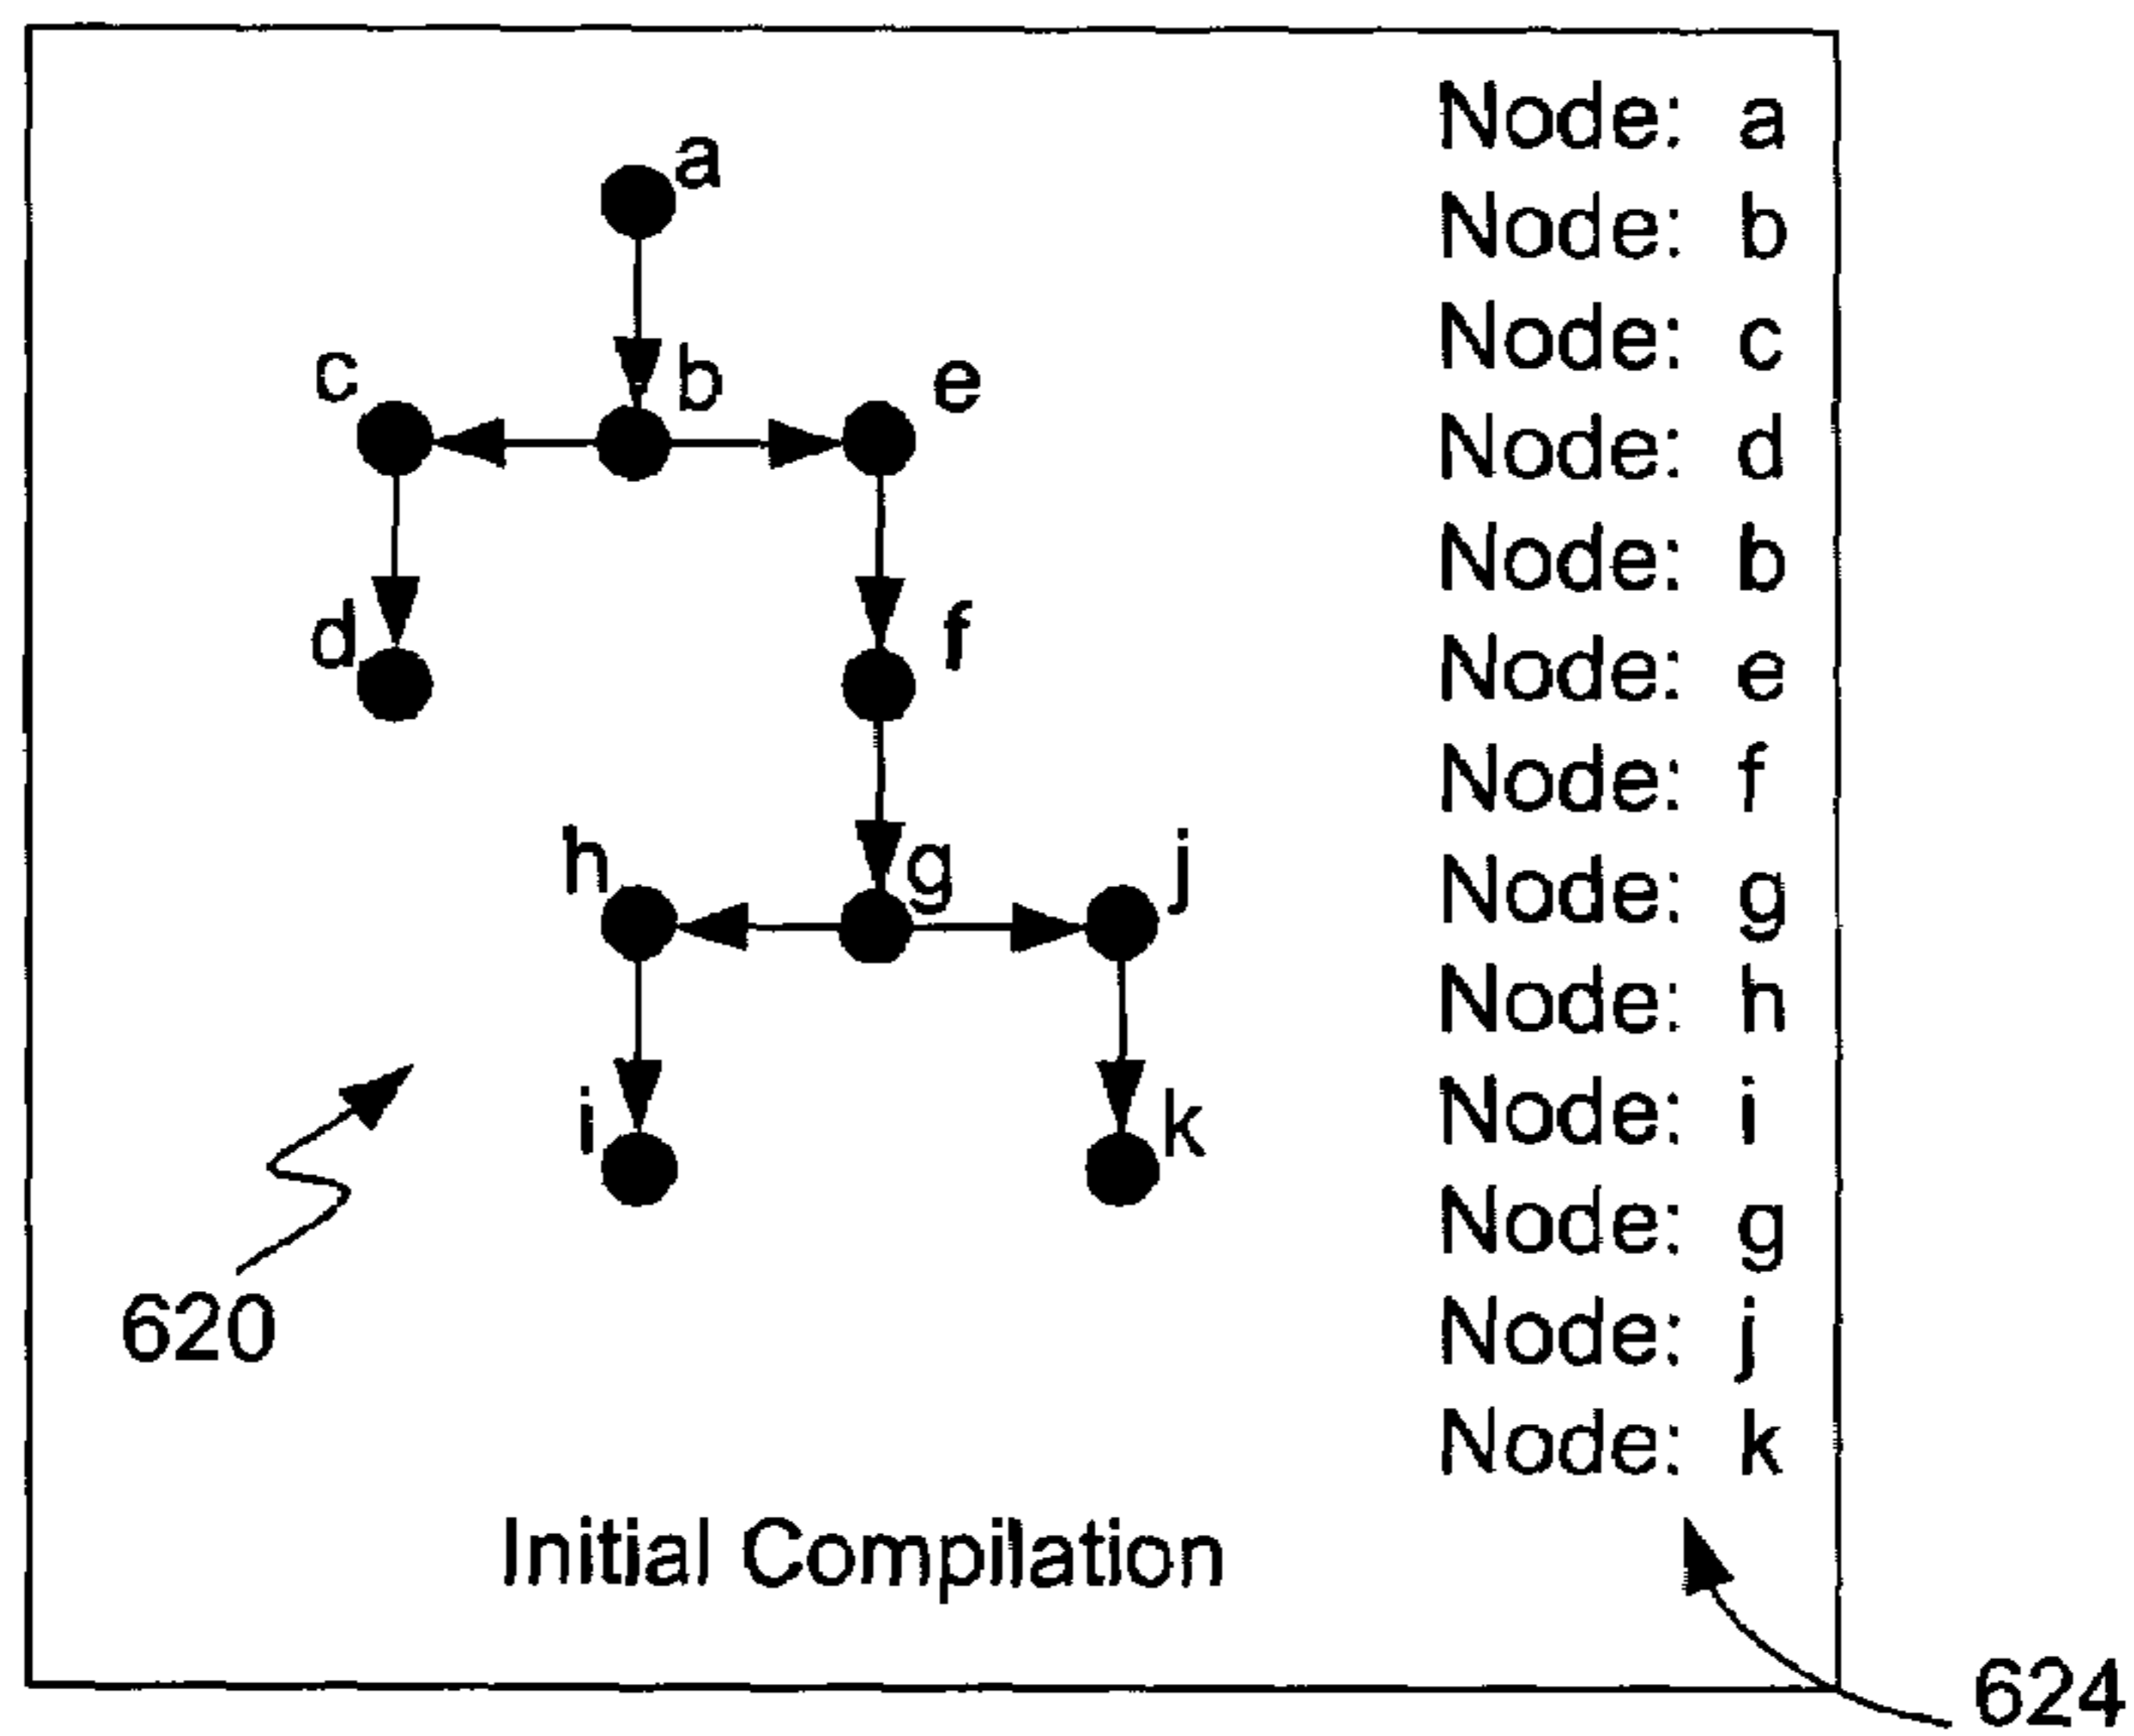 a
c
b
e
d
f
h
g
j
i
k
620
Initial Compilation
Node: a
Node: b
Node: c
Node: d
Node: b
Node: e
Node: f
Node: g
Node: h
Node: i
Node: g
Node: j
Node: k
624